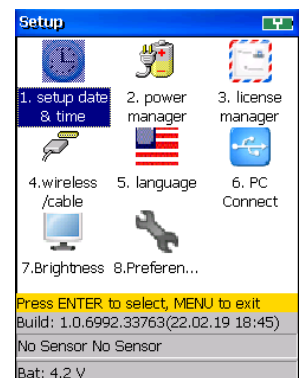 Setup
1. setup date
& time
2. power
manager
3. license
manager
4.wireless
/cable
5. language
6. PC
Connect
7.Brightness
8.Preferen...
Press ENTER to select, MENU to exit
Build: 1.0.6992.33763(22.02.19 18:45)
No Sensor No Sensor
Bat: 4.2 V